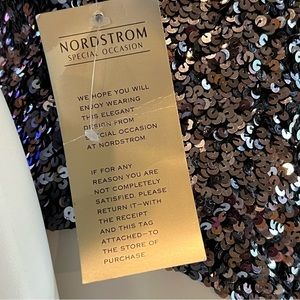 NORDSTROM
SPECIAL OCCASION
WE HOPE YOU WILL
ENJOY WEARING
THIS ELEGANT
DESIGN FROM
SPECIAL OCCASION
AT NORDSTROM.
IF FOR ANY
REASON YOU ARE
NOT COMPLETELY
SATISFIED, PLEASE
RETURN IT—WITH
THE RECEIPT
AND THIS TAG
ATTACHED—TO
THE STORE OF
PURCHASE